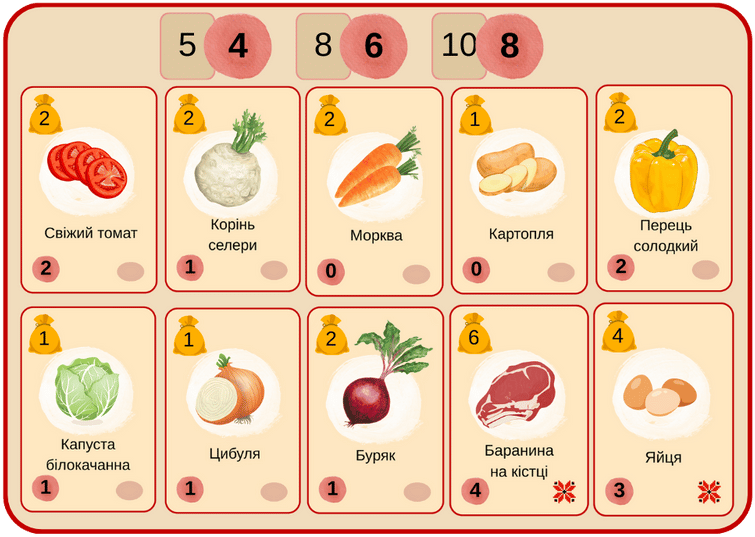 5 4 8 6 10 8
2 2 2 1 2
Свіжий томат
Корінь
селери
Морква
Картопля
Перець
солодкий
2 1 0 0 2
1 1 2 6 4
Капуста
білокачанна
Цибуля
Буряк
Баранина
на кістці
Яйця
1 1 1 4 3